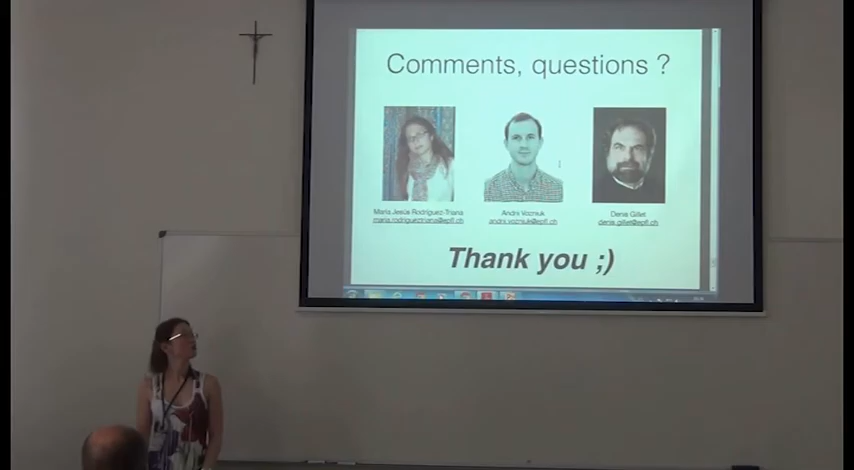 Comments, questions ?
María Jesús Rodríguez-Triana
maria.rodrigueztriana@epfl.ch
Andrii Vozniuk
andrii.vozniuk@epfl.ch
Denis Gillet
denis.gillet@epfl.ch
Thank you ;)